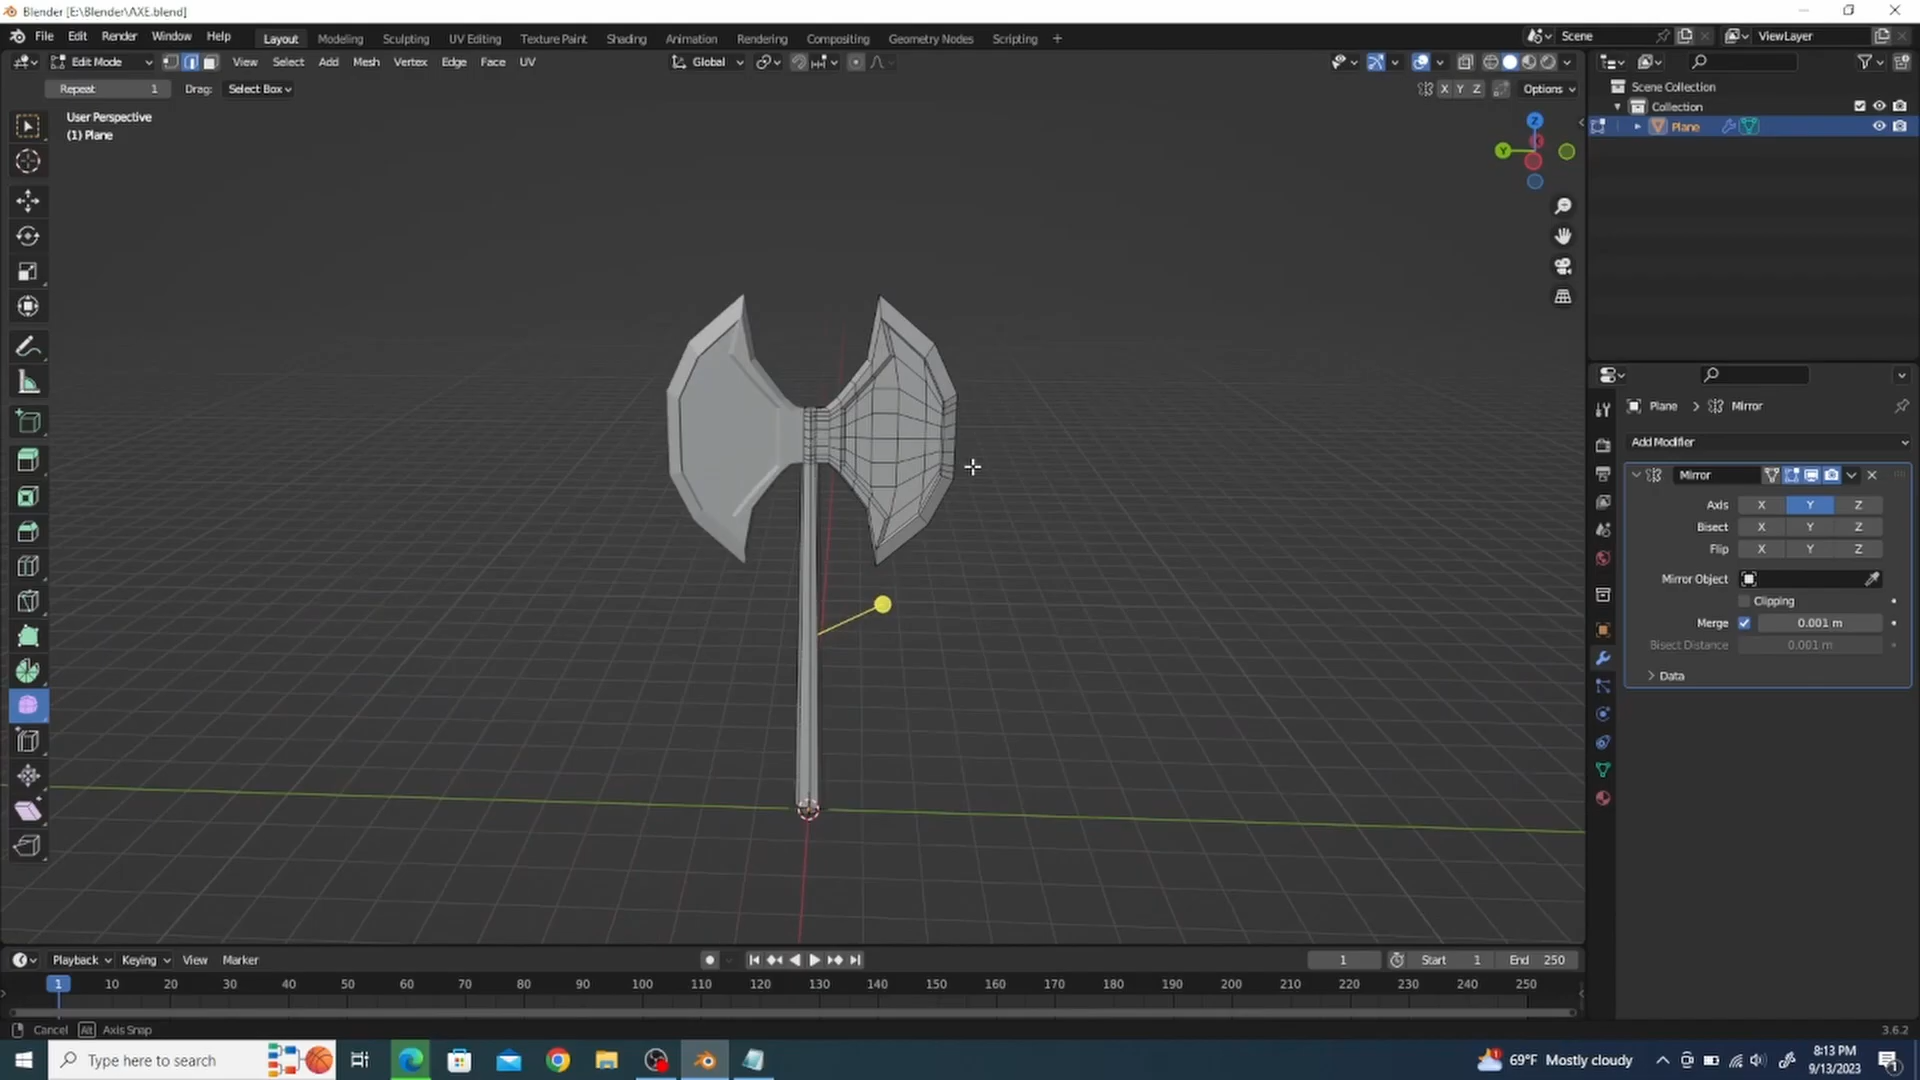 Blender [E:\Blender\AXE.blend]
File Edit Render Window Help
Layout Modeling Sculpting UV Editing Texture Paint Shading Animation Rendering Compositing Geometry Nodes Scripting +
Scene
ViewLayer
Edit Mode
View Select Add Mesh Vertex Edge Face UV
Global
Repeat 1 Drag: Select Box
X Y Z
Options
User Perspective
(1) Plane
Z
Y
Scene Collection
Collection
Plane
Plane > Mirror
Add Modifier
Mirror
Axis X Y Z
Bisect X Y Z
Flip X Y Z
Mirror Object
Clipping
Merge 0.001 m
Bisect Distance 0.001 m
Data
Playback Keying View Marker
1
Start 1
End 250
1 10 20 30 40 50 60 70 80 90 100 110 120 130 140 150 160 170 180 190 200 210 220 230 240 250
Cancel Alt Axis Snap
3.6.2
Type here to search
69°F Mostly cloudy
8:13 PM
9/13/2023
1